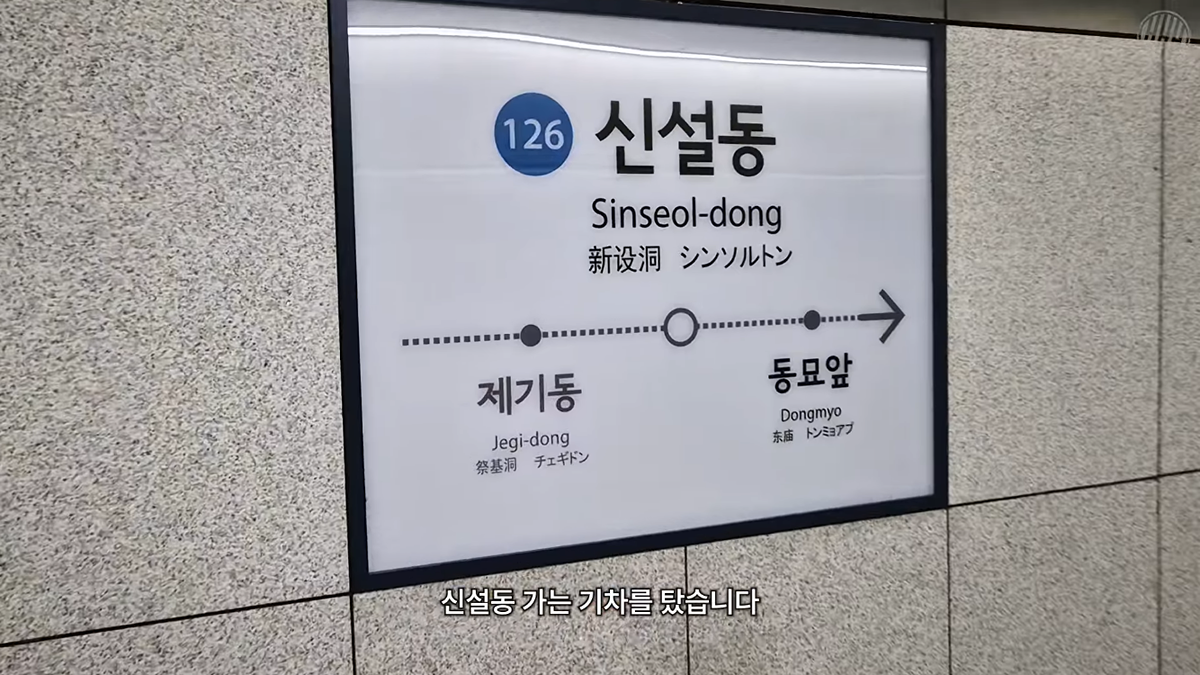 126 신설동
Sinseol-dong
新设洞 シンソルトン
제기동
Jegi-dong
祭基洞 チェギドン
동묘앞
Dongmyo
东庙 トンミョアプ
신설동 가는 기차를 탔습니다